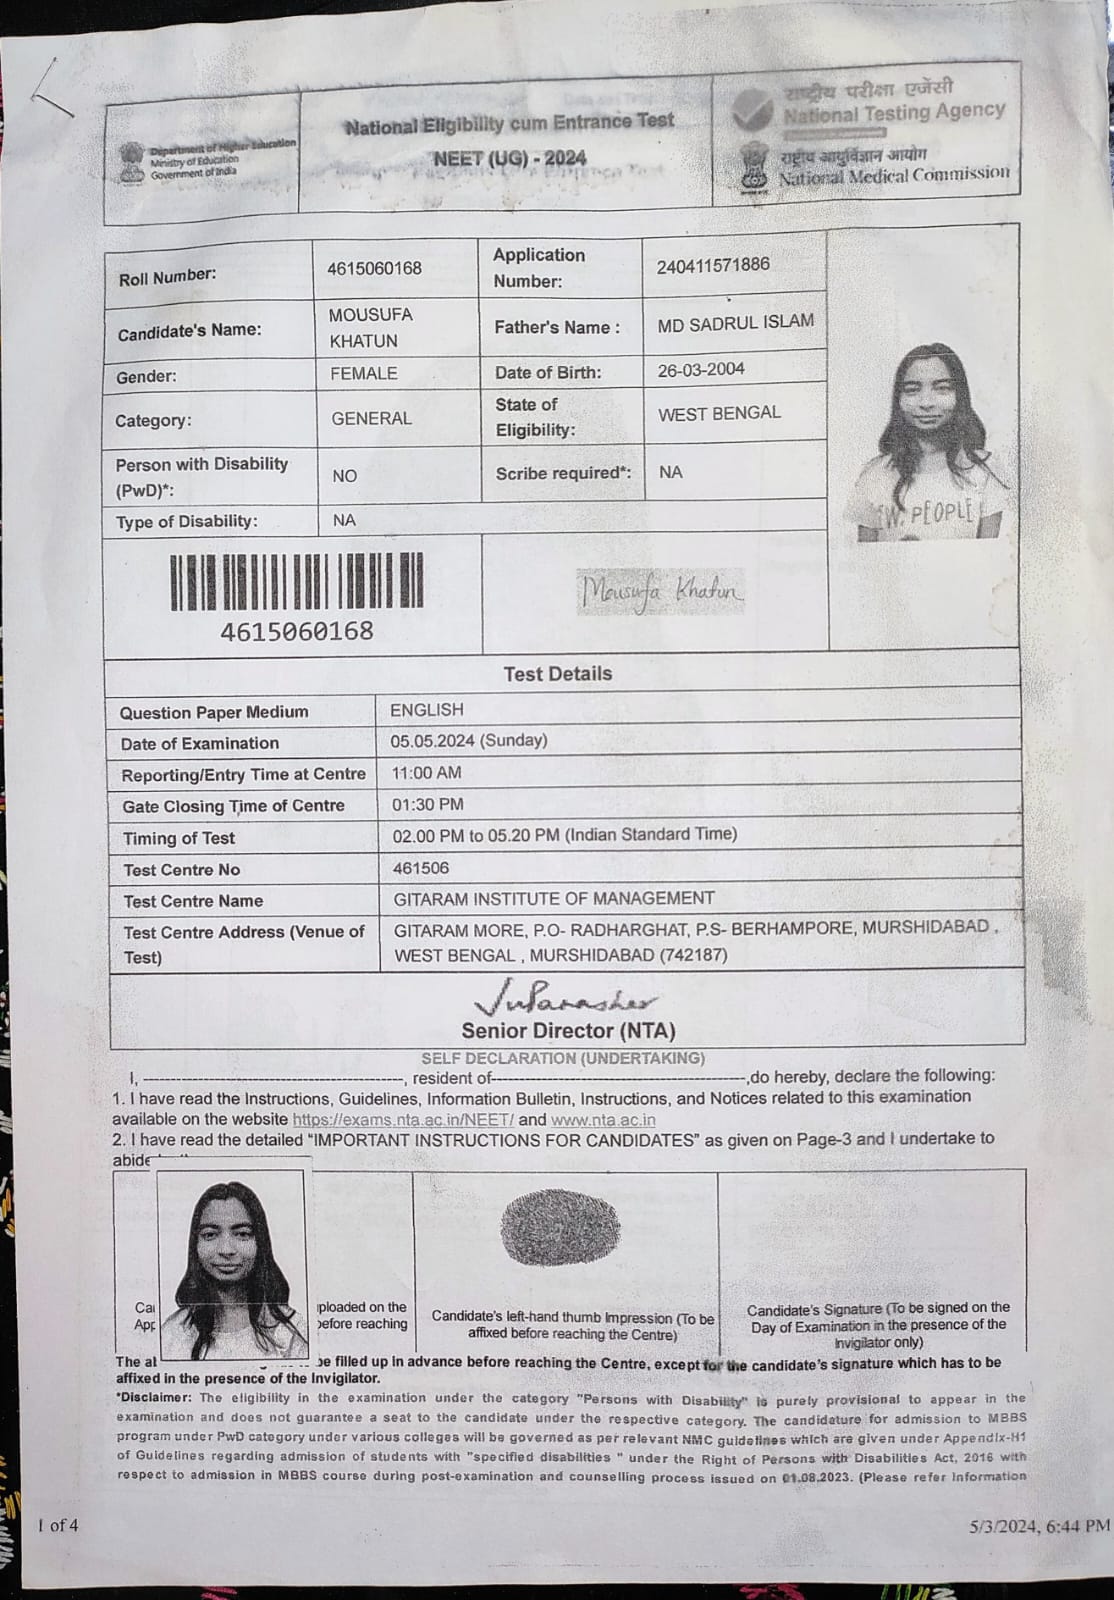 Department of Higher Education
Ministry of Education
Government of India
National Eligibility cum Entrance Test
NEET (UG) - 2024
राष्ट्रीय परीक्षा एजेंसी
National Testing Agency
राष्ट्रीय आयुर्विज्ञान आयोग
National Medical Commission
Roll Number: 4615060168 Application Number: 240411571886
Candidate's Name: MOUSUFA KHATUN Father's Name : MD SADRUL ISLAM
Gender: FEMALE Date of Birth: 26-03-2004
Category: GENERAL State of Eligibility: WEST BENGAL
Person with Disability (PwD)*: NO Scribe required*: NA
Type of Disability: NA
PEOPLE
4615060168
Mousufa Khatun
Test Details
Question Paper Medium ENGLISH
Date of Examination 05.05.2024 (Sunday)
Reporting/Entry Time at Centre 11:00 AM
Gate Closing Time of Centre 01:30 PM
Timing of Test 02.00 PM to 05.20 PM (Indian Standard Time)
Test Centre No 461506
Test Centre Name GITARAM INSTITUTE OF MANAGEMENT
Test Centre Address (Venue of Test) GITARAM MORE, P.O- RADHARGHAT, P.S- BERHAMPORE, MURSHIDABAD ,
WEST BENGAL , MURSHIDABAD (742187)
Senior Director (NTA)
SELF DECLARATION (UNDERTAKING)
I, ----------------------------------------, resident of---------------------------------------,do hereby, declare the following:
1. I have read the Instructions, Guidelines, Information Bulletin, Instructions, and Notices related to this examination
available on the website https://exams.nta.ac.in/NEET/ and www.nta.ac.in
2. I have read the detailed "IMPORTANT INSTRUCTIONS FOR CANDIDATES" as given on Page-3 and I undertake to
abide
uploaded on the
before reaching
Candidate's left-hand thumb Impression (To be
affixed before reaching the Centre)
Candidate's Signature (To be signed on the
Day of Examination in the presence of the
Invigilator only)
The be filled up in advance before reaching the Centre, except for the candidate's signature which has to be
affixed in the presence of the Invigilator.
*Disclaimer: The eligibility in the examination under the category "Persons with Disability" is purely provisional to appear in the
examination and does not guarantee a seat to the candidate under the respective category. The candidature for admission to MBBS
program under PwD category under various colleges will be governed as per relevant NMC guidelines which are given under Appendix-H1
of Guidelines regarding admission of students with "specified disabilities " under the Right of Persons with Disabilities Act, 2016 with
respect to admission in MBBS course during post-examination and counselling process issued on 01.08.2023. (Please refer Information
1 of 4
5/3/2024, 6:44 PM